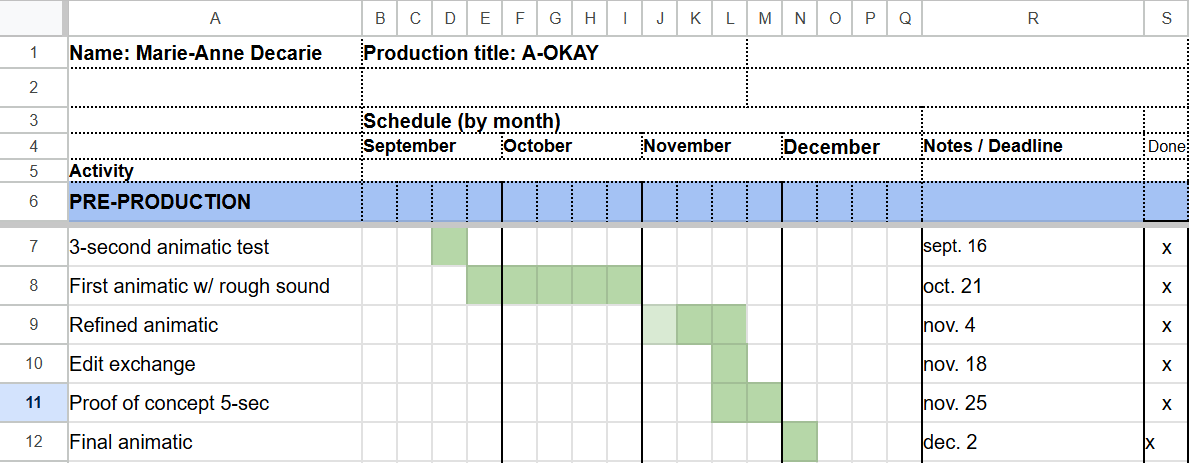 A B C D E F G H I J K L M N O P Q R S
1 Name: Marie-Anne Decarie Production title: A-OKAY
2
3 Schedule (by month)
4 September October November December Notes / Deadline Done
5 Activity
6 PRE-PRODUCTION
7 3-second animatic test sept. 16 x
8 First animatic w/ rough sound oct. 21 x
9 Refined animatic nov. 4 x
10 Edit exchange nov. 18 x
11 Proof of concept 5-sec nov. 25 x
12 Final animatic dec. 2 x